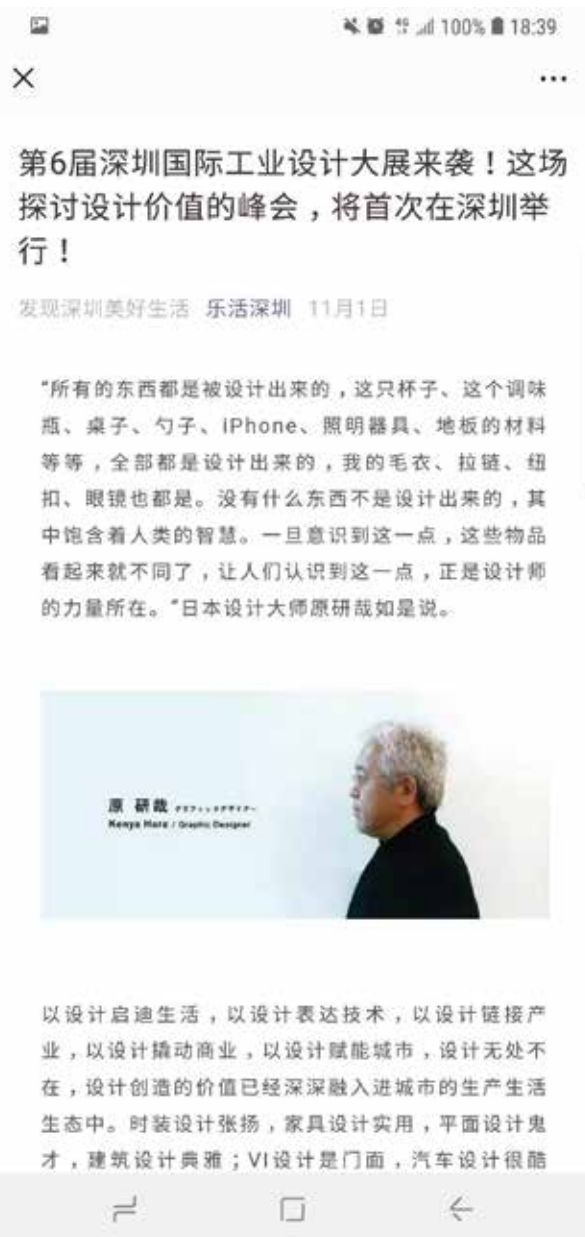 100% 18:39
第6届深圳国际工业设计大展来袭！这场
探讨设计价值的峰会，将首次在深圳举
行！
发现深圳美好生活 乐活深圳 11月1日
“所有的东西都是被设计出来的，这只杯子、这个调味
瓶、桌子、勺子、iPhone、照明器具、地板的材料
等等，全部都是设计出来的，我的毛衣、拉链、纽
扣、眼镜也都是。没有什么东西不是设计出来的，其
中饱含着人类的智慧。一旦意识到这一点，这些物品
看起来就不同了，让人们认识到这一点，正是设计师
的力量所在。”日本设计大师原研哉如是说。
原 研哉
Kenya Hara / Graphic Designer
以设计启迪生活，以设计表达技术，以设计链接产
业，以设计撬动商业，以设计赋能城市，设计无处不
在，设计创造的价值已经深深融入进城市的生产生活
生态中。时装设计张扬，家具设计实用，平面设计鬼
才，建筑设计典雅；VI设计是门面，汽车设计很酷